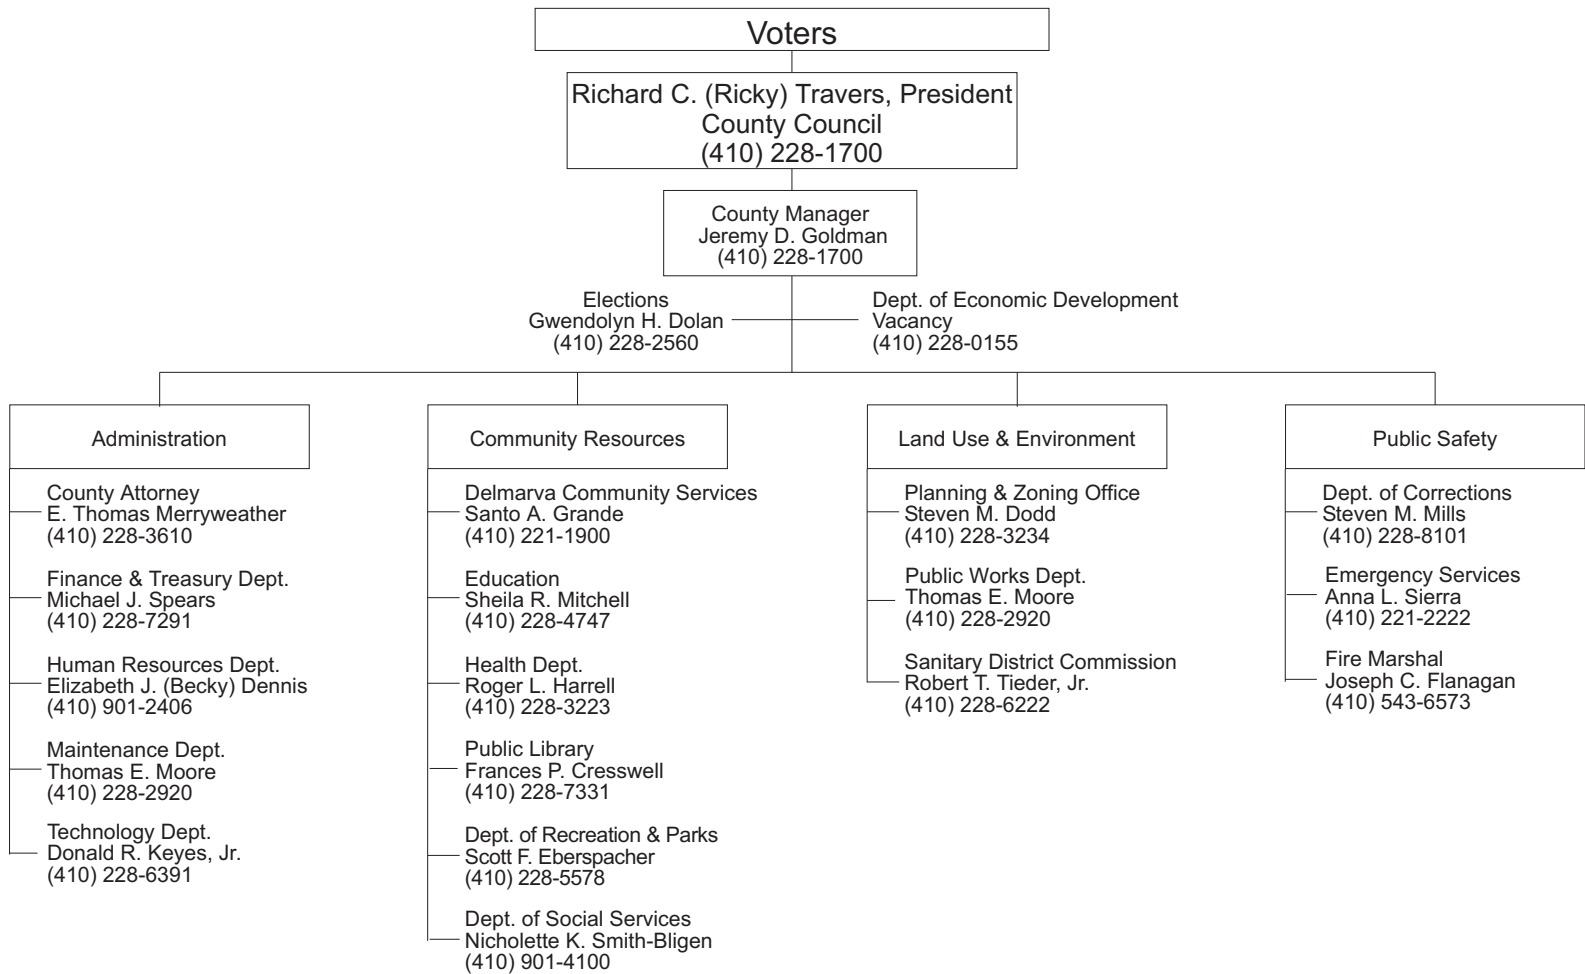 Voters
Richard C. (Ricky) Travers, President
County Council
(410) 228-1700
County Manager
Jeremy D. Goldman
(410) 228-1700
Elections
Gwendolyn H. Dolan
(410) 228-2560
Dept. of Economic Development
Vacancy
(410) 228-0155
Administration
County Attorney
E. Thomas Merryweather
(410) 228-3610
Finance & Treasury Dept.
Michael J. Spears
(410) 228-7291
Human Resources Dept.
Elizabeth J. (Becky) Dennis
(410) 901-2406
Maintenance Dept.
Thomas E. Moore
(410) 228-2920
Technology Dept.
Donald R. Keyes, Jr.
(410) 228-6391
Community Resources
Delmarva Community Services
Santo A. Grande
(410) 221-1900
Education
Sheila R. Mitchell
(410) 228-4747
Health Dept.
Roger L. Harrell
(410) 228-3223
Public Library
Frances P. Cresswell
(410) 228-7331
Dept. of Recreation & Parks
Scott F. Eberspacher
(410) 228-5578
Dept. of Social Services
Nicholette K. Smith-Bligen
(410) 901-4100
Land Use & Environment
Planning & Zoning Office
Steven M. Dodd
(410) 228-3234
Public Works Dept.
Thomas E. Moore
(410) 228-2920
Sanitary District Commission
Robert T. Tieder, Jr.
(410) 228-6222
Public Safety
Dept. of Corrections
Steven M. Mills
(410) 228-8101
Emergency Services
Anna L. Sierra
(410) 221-2222
Fire Marshal
Joseph C. Flanagan
(410) 543-6573